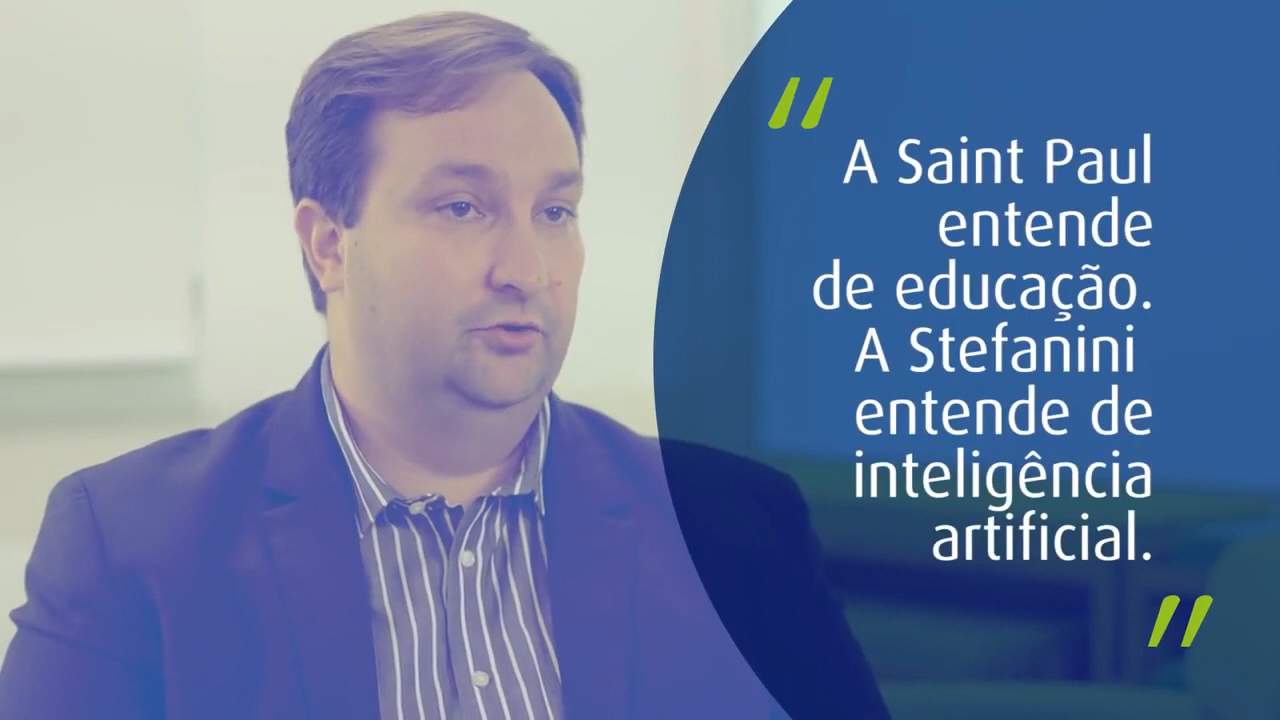 A Saint Paul
entende
de educação.
A Stefanini
entende de
inteligência
artificial.